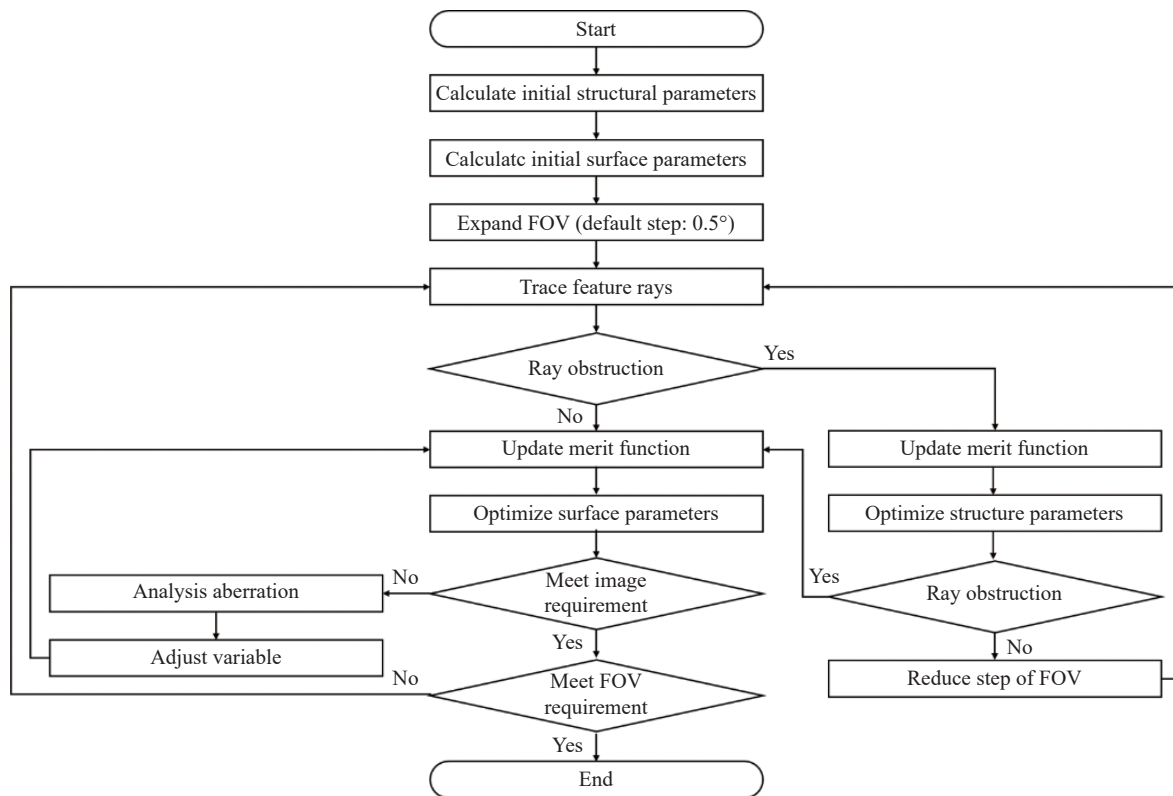 Start
Calculate initial structural parameters
Calculatc initial surface parameters
Expand FOV (default step: 0.5°)
Trace feature rays
Ray obstruction
Yes
No
Update merit function
Optimize surface parameters
Meet image
requirement
No
Analysis aberration
Adjust variable
Yes
Meet FOV
requirement
No
Yes
End
Update merit function
Optimize structure parameters
Ray obstruction
Yes
No
Reduce step of FOV